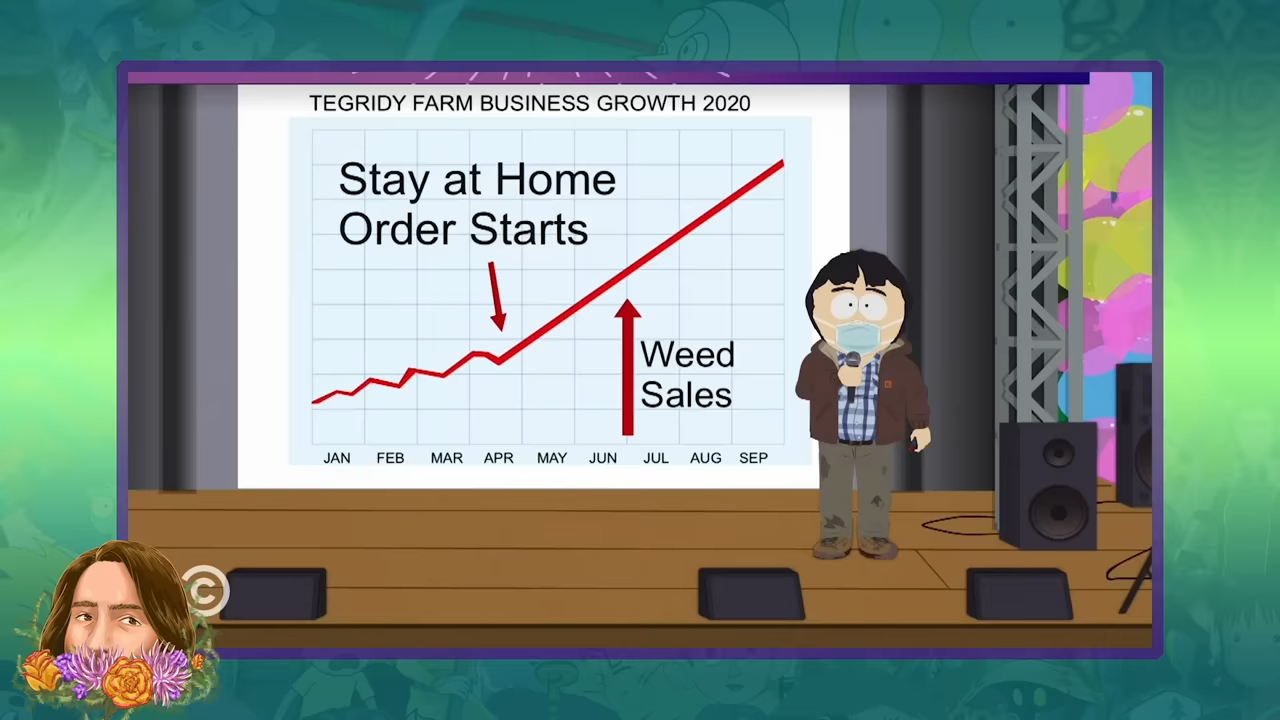 TEGRIDY FARM BUSINESS GROWTH 2020
Stay at Home
Order Starts
Weed
Sales
JAN FEB MAR APR MAY JUN JUL AUG SEP